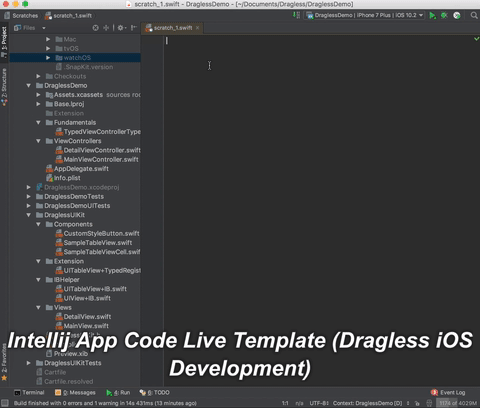 scratch_1.swift - DraglessDemo - [~/Documents/Dragless/DraglessDemo]
Scratches scratch_1.swift DraglessDemo | iPhone 7 Plus | iOS 10.2
Files scratch_1.swift
1: Project
Mac
tvOS
watchOS
.SnapKit.version
Checkouts
DraglessDemo
Assets.xcassets sources roo
Base.lproj
Extension
Fundamentals
TypedViewControllerType
ViewControllers
DetailViewController.swift
MainViewController.swift
AppDelegate.swift
Info.plist
DraglessDemo.xcodeproj
DraglessDemoTests
DraglessDemoUITests
DraglessUIKit
Components
CustomStyleButton.swift
SampleTableView.swift
SampleTableViewCell.swift
Extension
UITableView+TypedRegist
IBHelper
UITableView+IB.swift
UIView+IB.swift
Views
DetailView.swift
MainView.swift
7: Structure
2: Favorites
Intellij App Code Live Template (Dragless iOS
Development)
Preview.xib
DraglessUIKitTests
Cartfile
Cartfile.resolved
Terminal 0: Messages 4: Run 6: TODO Event Log
Build finished with 0 errors and 1 warning in 14s 431ms (13 minutes ago) 1:1 n/a UTF-8 Context: DraglessDemo [D] 1174 of 4029M